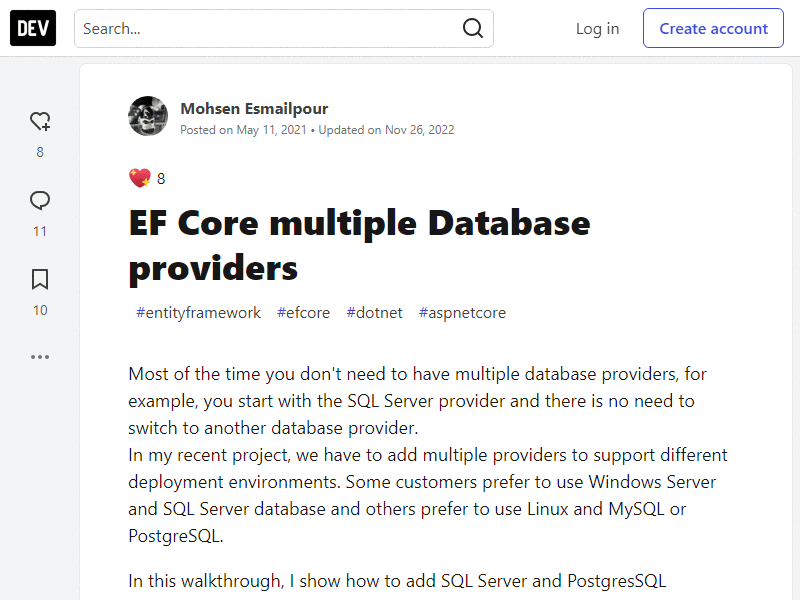 DEV
Search...
Log in
Create account
Mohsen Esmailpour
Posted on May 11, 2021 • Updated on Nov 26, 2022
8
8
EF Core multiple Database
providers
11
#entityframework #efcore #dotnet #aspnetcore
10
Most of the time you don't need to have multiple database providers, for
example, you start with the SQL Server provider and there is no need to
switch to another database provider.
In my recent project, we have to add multiple providers to support different
deployment environments. Some customers prefer to use Windows Server
and SQL Server database and others prefer to use Linux and MySQL or
PostgreSQL.
In this walkthrough, I show how to add SQL Server and PostgresSQL